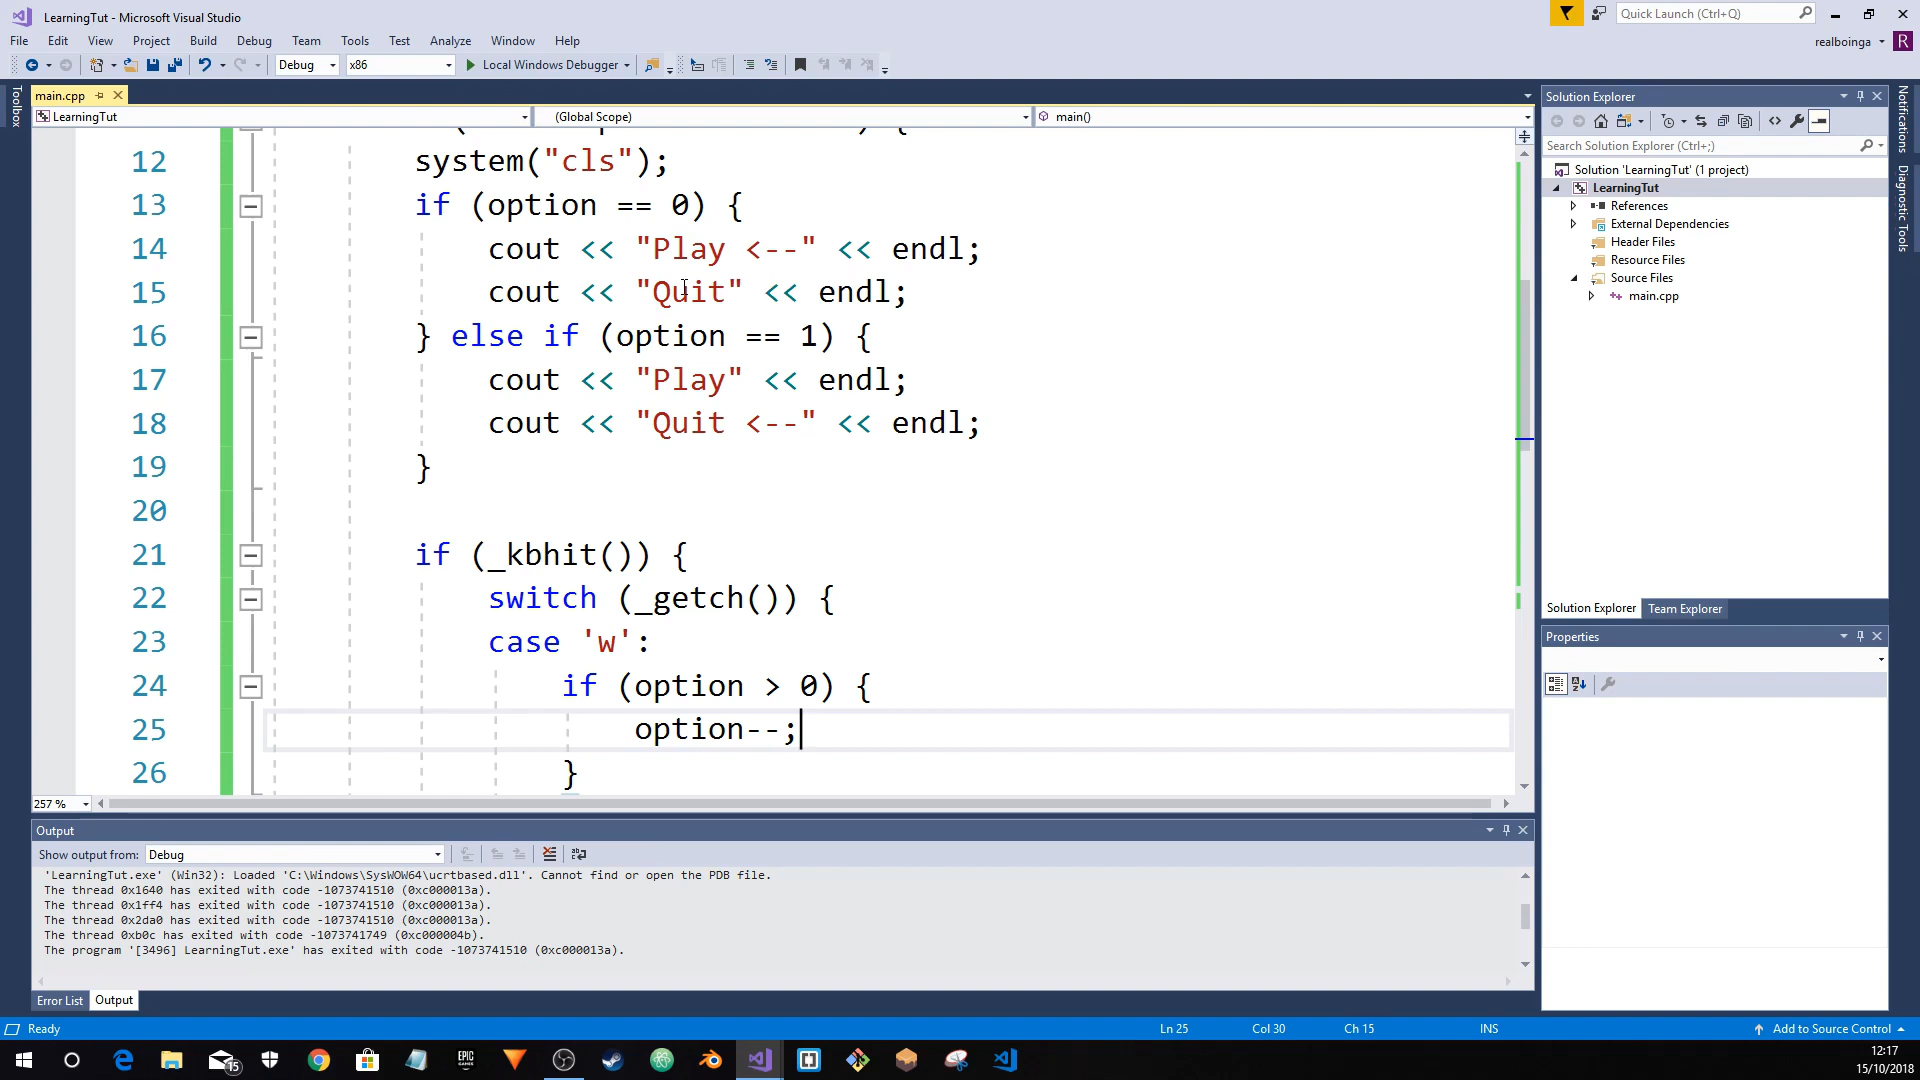 LearningTut - Microsoft Visual Studio
Quick Launch (Ctrl+Q)
File Edit View Project Build Debug Team Tools Test Analyze Window Help
realboinga R
Debug x86 Local Windows Debugger
Toolbox
main.cpp
LearningTut (Global Scope) main()
12 system("cls");
13 if (option == 0) {
14 cout << "Play <--" << endl;
15 cout << "Quit" << endl;
16 } else if (option == 1) {
17 cout << "Play" << endl;
18 cout << "Quit <--" << endl;
19 }
20
21 if (_kbhit()) {
22 switch (_getch()) {
23 case 'w':
24 if (option > 0) {
25 option--;
26 }
257 %
Output
Show output from: Debug
'LearningTut.exe' (Win32): Loaded 'C:\Windows\SysWOW64\ucrtbased.dll'. Cannot find or open the PDB file.
The thread 0x1640 has exited with code -1073741510 (0xc000013a).
The thread 0x1ff4 has exited with code -1073741510 (0xc000013a).
The thread 0x2da0 has exited with code -1073741510 (0xc000013a).
The thread 0xb0c has exited with code -1073741749 (0xc000004b).
The program '[3496] LearningTut.exe' has exited with code -1073741510 (0xc000013a).
Error List Output
Solution Explorer
Search Solution Explorer (Ctrl+;)
Solution 'LearningTut' (1 project)
LearningTut
References
External Dependencies
Header Files
Resource Files
Source Files
main.cpp
Solution Explorer Team Explorer
Properties
Notifications
Diagnostic Tools
Ready Ln 25 Col 30 Ch 15 INS Add to Source Control
15
EPIC GAMES
12:17
15/10/2018